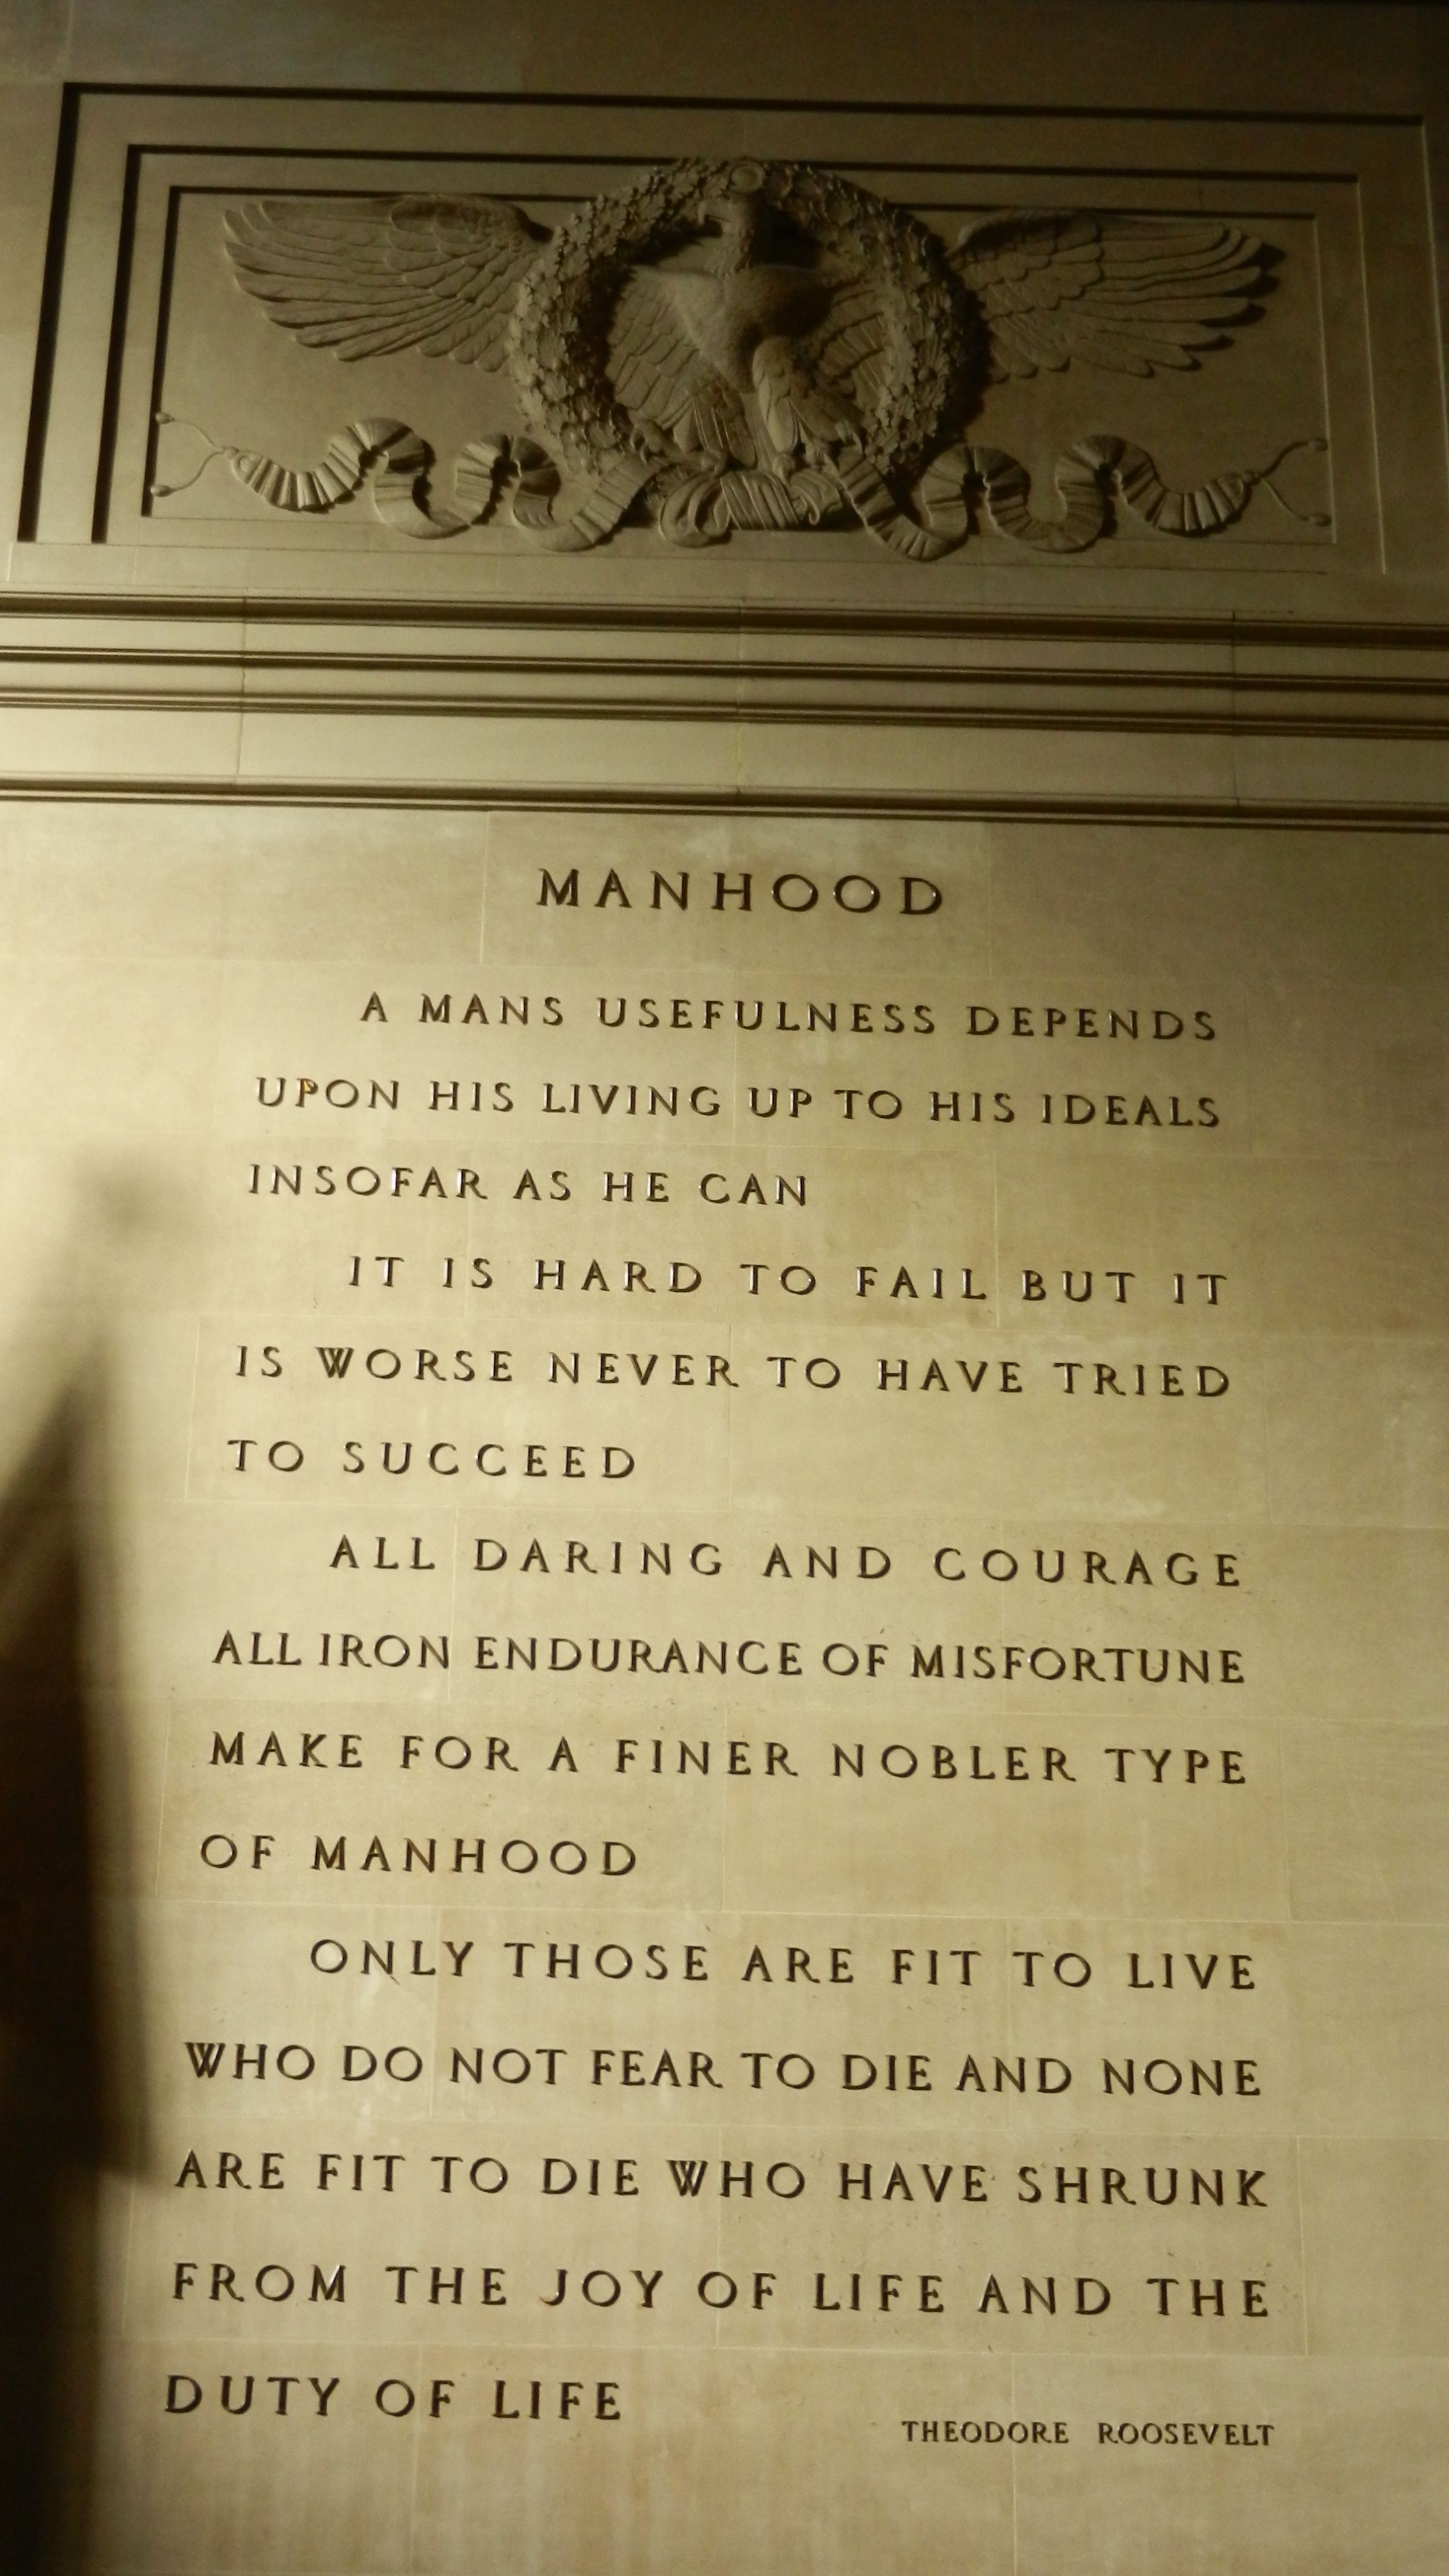 MANHOOD
A MANS USEFULNESS DEPENDS
UPON HIS LIVING UP TO HIS IDEALS
INSOFAR AS HE CAN
IT IS HARD TO FAIL BUT IT
IS WORSE NEVER TO HAVE TRIED
TO SUCCEED
ALL DARING AND COURAGE
ALL IRON ENDURANCE OF MISFORTUNE
MAKE FOR A FINER NOBLER TYPE
OF MANHOOD
ONLY THOSE ARE FIT TO LIVE
WHO DO NOT FEAR TO DIE AND NONE
ARE FIT TO DIE WHO HAVE SHRUNK
FROM THE JOY OF LIFE AND THE
DUTY OF LIFE
THEODORE ROOSEVELT